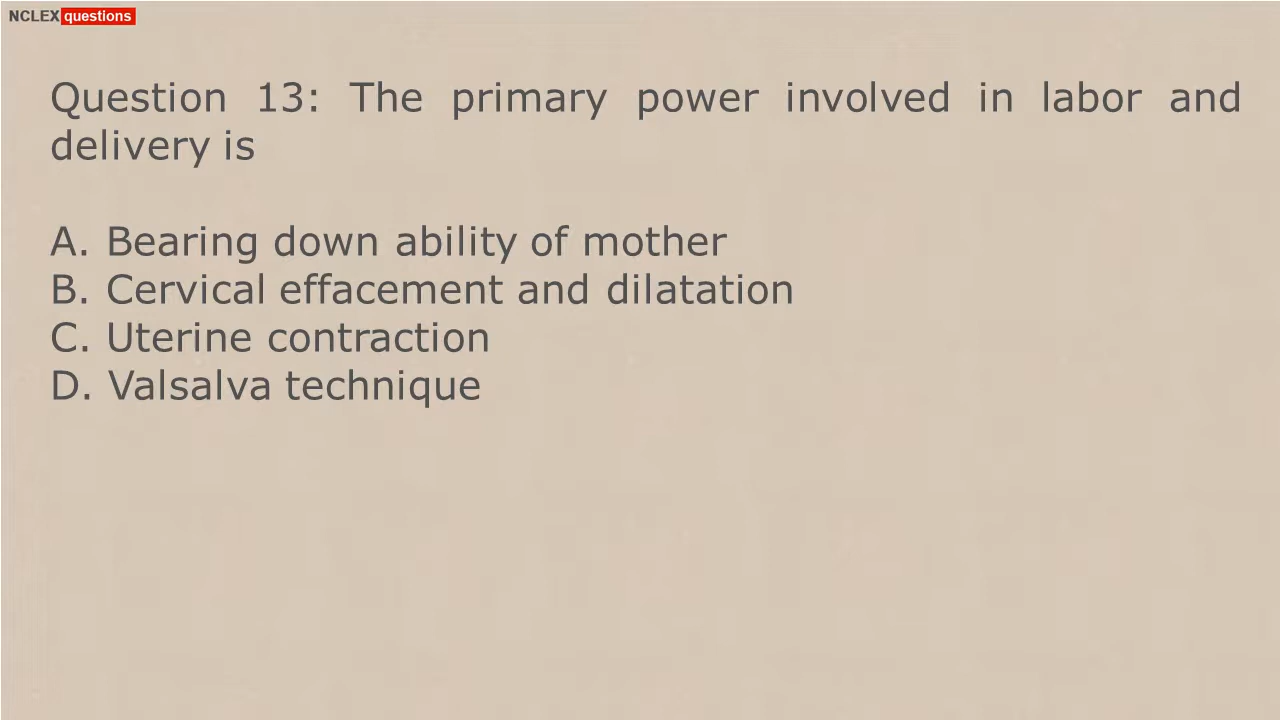 NCLEX questions
Question 13: The primary power involved in labor and
delivery is
A. Bearing down ability of mother
B. Cervical effacement and dilatation
C. Uterine contraction
D. Valsalva technique